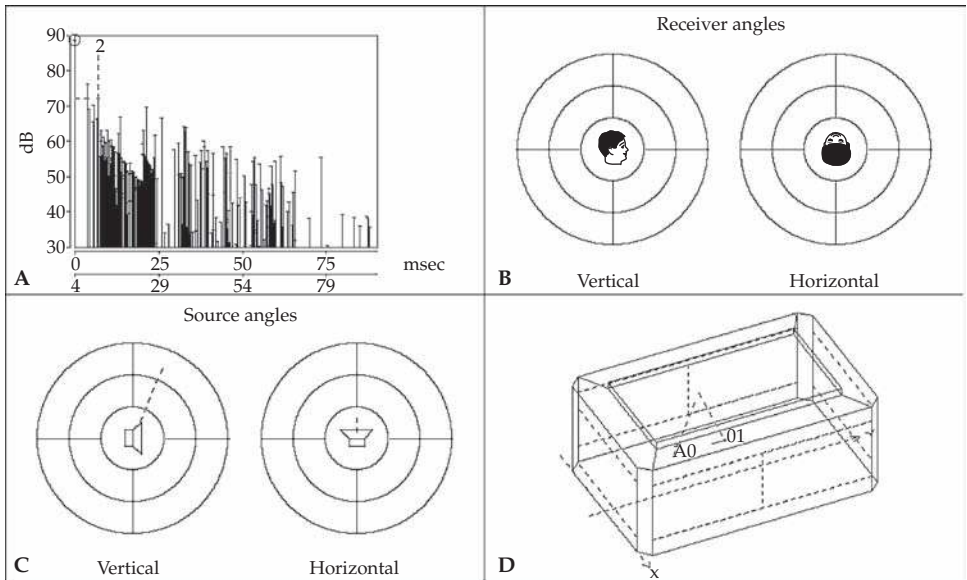 90
80
70
60
50
40
30
dB
2
0 25 50 75 msec
4 29 54 79
A
Receiver angles
Vertical Horizontal
B
Source angles
Vertical Horizontal
C
A0 01
x
D